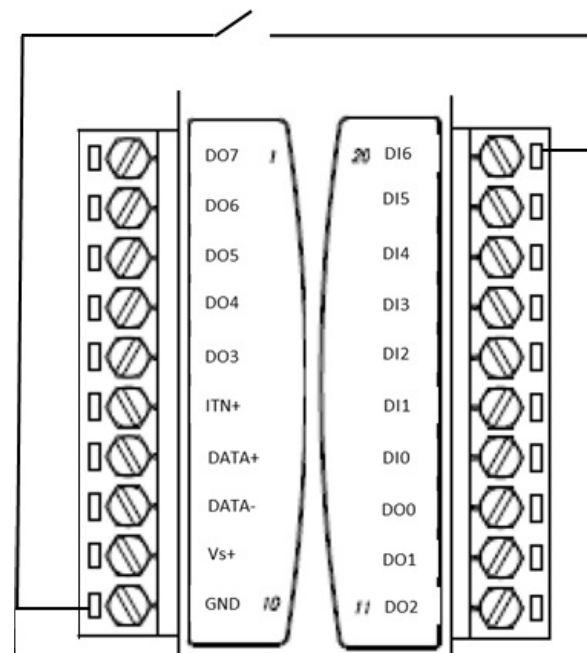 DO7 1
DO6
DO5
DO4
DO3
ITN+
DATA+
DATA-
Vs+
GND 10
20 DI6
DI5
DI4
DI3
DI2
DI1
DI0
DO0
DO1
11 DO2